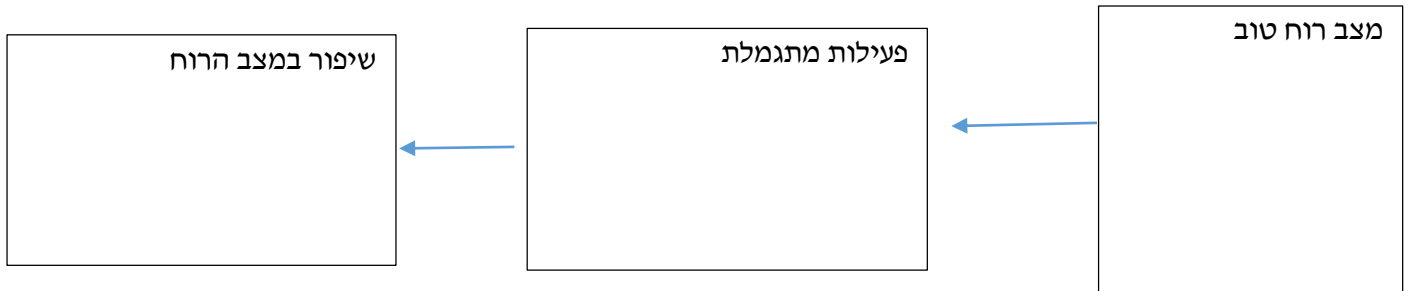 מצב רוח טוב
פעילות מתגמלת
שיפור במצב הרוח